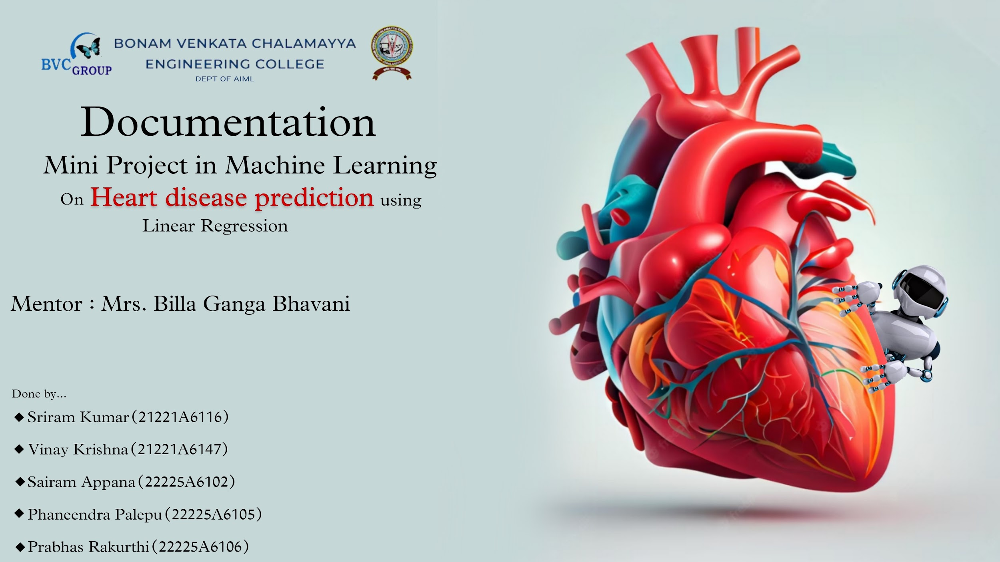 BVC GROUP
BONAM VENKATA CHALAMAYYA
ENGINEERING COLLEGE
DEPT OF AIML
Documentation
Mini Project in Machine Learning
On Heart disease prediction using
Linear Regression
Mentor : Mrs. Billa Ganga Bhavani
Done by...
◆ Sriram Kumar(21221A6116)
◆ Vinay Krishna(21221A6147)
◆ Sairam Appana(22225A6102)
◆ Phaneendra Palepu(22225A6105)
◆ Prabhas Rakurthi(22225A6106)